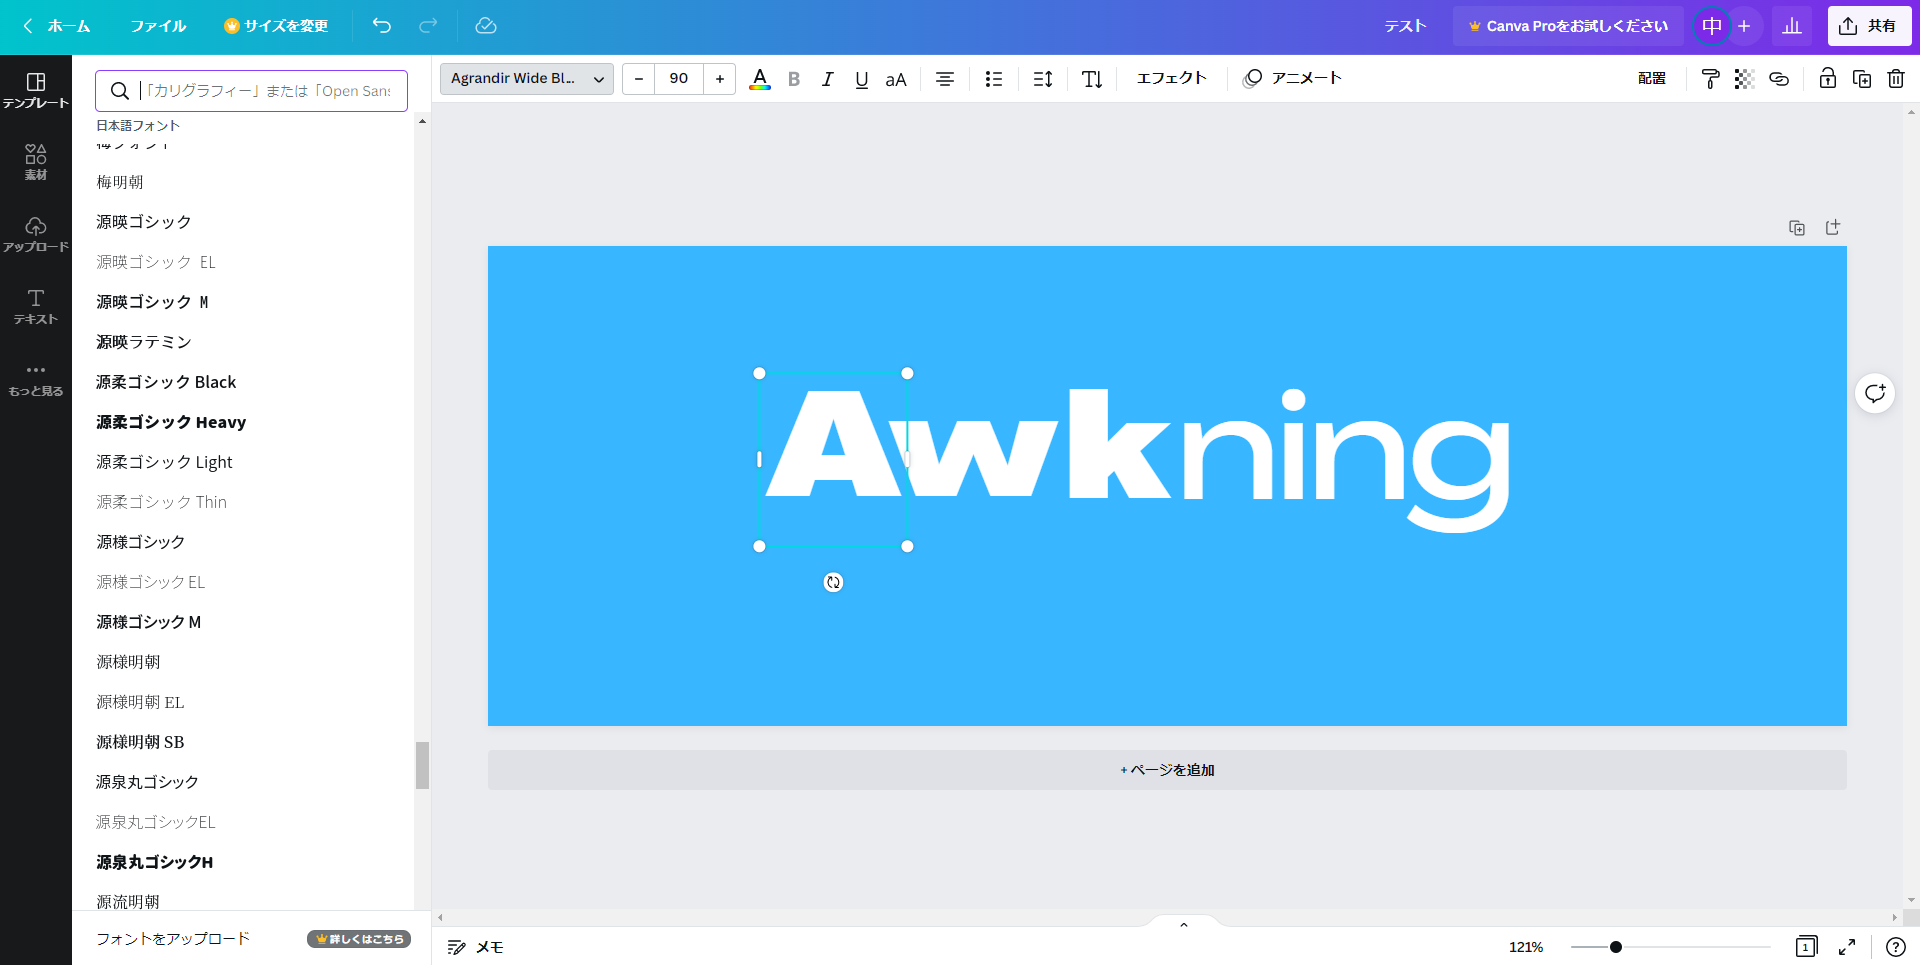 ホーム
ファイル
サイズを変更
テスト
Canva Proをお試しください
中
共有
Agrandir Wide Bl...
90
A
B
I
U
aA
エフェクト
アニメート
配置
テンプレート
素材
アップロード
テキスト
もっと見る
「カリグラフィー」または「Open Sans
日本語フォント
梅フォント
梅明朝
源暎ゴシック
源暎ゴシック EL
源暎ゴシック M
源暎ラテミン
源柔ゴシック Black
源柔ゴシック Heavy
源柔ゴシック Light
源柔ゴシック Thin
源様ゴシック
源様ゴシック EL
源様ゴシック M
源様明朝
源様明朝 EL
源様明朝 SB
源泉丸ゴシック
源泉丸ゴシックEL
源泉丸ゴシックH
源流明朝
フォントをアップロード
詳しくはこちら
Awkning
+ ページを追加
メモ
121%
1